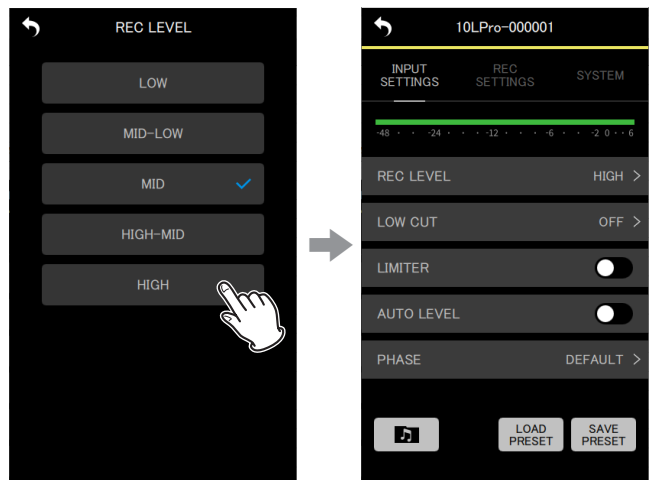 REC LEVEL
LOW
MID-LOW
MID
HIGH-MID
HIGH
10LPro-000001
INPUT SETTINGS
REC SETTINGS
SYSTEM
-48 · · -24 · · · -12 · · · -6 · · -2 0 · · 6
REC LEVEL HIGH >
LOW CUT OFF >
LIMITER
AUTO LEVEL
PHASE DEFAULT >
LOAD PRESET
SAVE PRESET